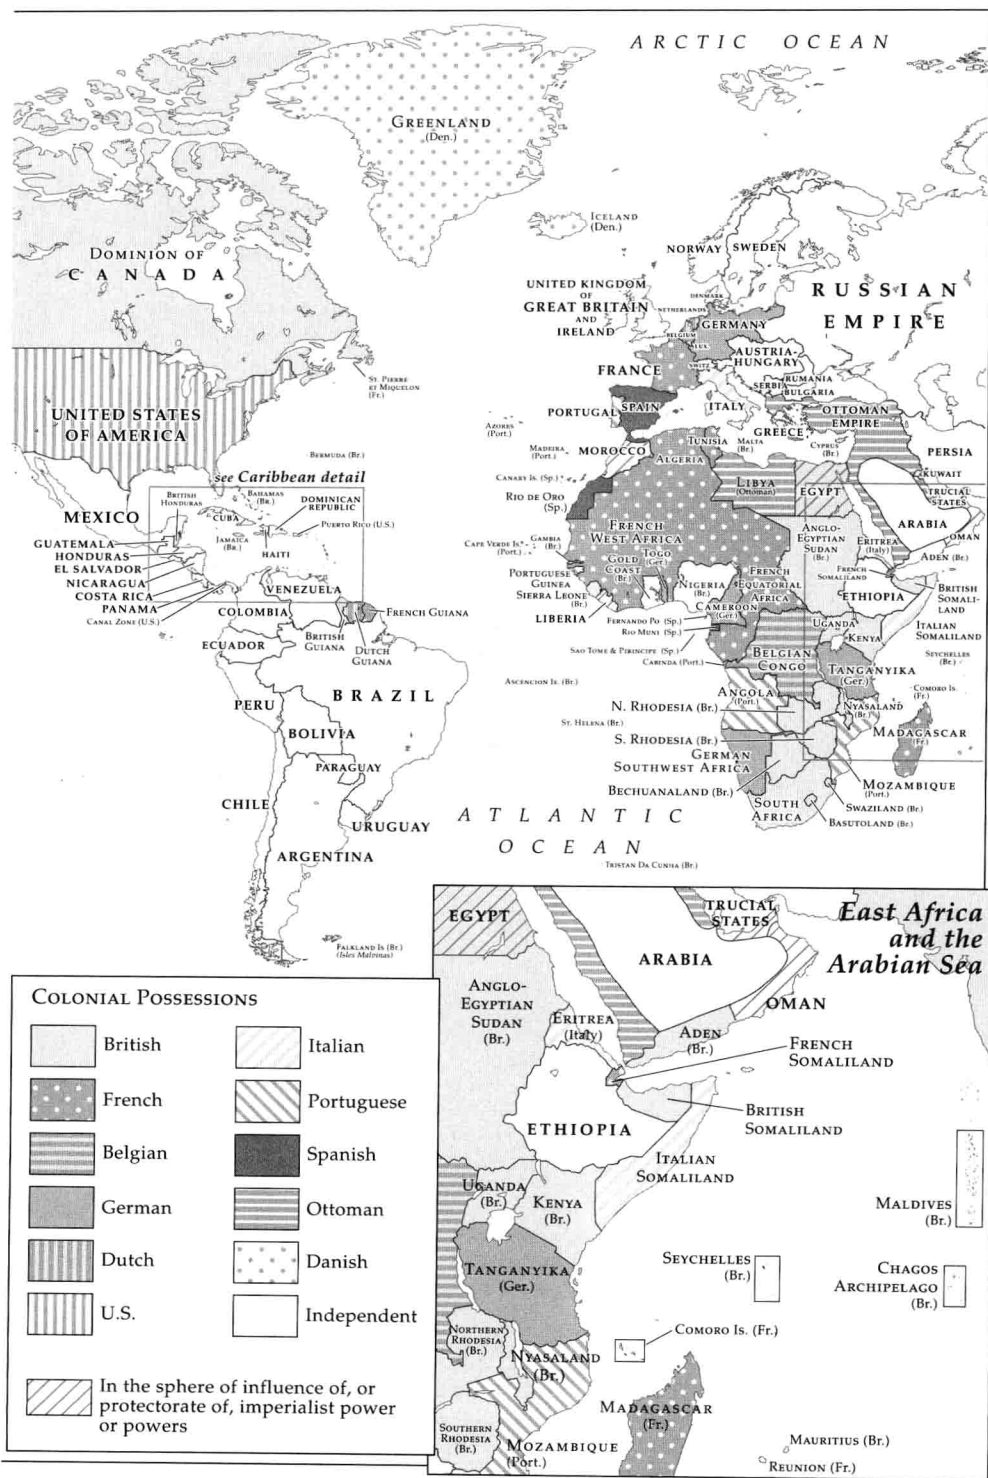 ARCTIC OCEAN
GREENLAND
(Den.)
ICELAND
(Den.)
DOMINION OF
CANADA
NORWAY
SWEDEN
UNITED KINGDOM
OF
GREAT BRITAIN
AND
IRELAND
DENMARK
NETHERLANDS
RUSSIAN
EMPIRE
GERMANY
BELGIUM
LUX.
AUSTRIA-
HUNGARY
FRANCE
SWITZ.
SERBIA
RUMANIA
BULGARIA
ST. PIERRE
ET MIQUELON
(Fr.)
UNITED STATES
OF AMERICA
PORTUGAL
SPAIN
ITALY
GREECE
OTTOMAN
EMPIRE
AZORES
(Port.)
MADEIRA
(Port.)
MOROCCO
ALGERIA
TUNISIA
MALTA
(Br.)
CYPRUS
(Br.)
PERSIA
BERMUDA (Br.)
see Caribbean detail
CANARY IS. (Sp.)
LIBYA
(Ottoman)
EGYPT
KUWAIT
TRUCIAL
STATES
MEXICO
BRITISH
HONDURAS
BAHAMAS
(Br.)
DOMINICAN
REPUBLIC
CUBA
JAMAICA
(Br.)
PUERTO RICO (U.S.)
HAITI
RIO DE ORO
(Sp.)
ARABIA
OMAN
GUATEMALA
HONDURAS
EL SALVADOR
NICARAGUA
COSTA RICA
PANAMA
CANAL ZONE (U.S.)
CAPE VERDE IS.
(Port.)
GAMBIA
(Br.)
FRENCH
WEST AFRICA
ANGLO-
EGYPTIAN
SUDAN (Br.)
ERITREA
(Italy)
ADEN (Br.)
PORTUGUESE
GUINEA
SIERRA LEONE
(Br.)
GOLD
COAST
(Br.)
TOGO
(Ger.)
NIGERIA
(Br.)
FRENCH
EQUATORIAL
AFRICA
FRENCH
SOMALILAND
ETHIOPIA
BRITISH
SOMALI-
LAND
VENEZUELA
COLOMBIA
FRENCH GUIANA
BRITISH
GUIANA
DUTCH
GUIANA
ECUADOR
LIBERIA
CAMEROON
(Ger.)
FERNANDO PO (Sp.)
RIO MUNI (Sp.)
SAO TOME & PIRINCIPE (Sp.)
CABINDA (Port.)
UGANDA
KENYA
ITALIAN
SOMALILAND
BELGIAN
CONGO
TANGANYIKA
(Ger.)
SEYCHELLES
(Br.)
ASCENCION IS. (Br.)
COMORO IS.
(Fr.)
PERU
BRAZIL
ANGOLA
(Port.)
N. RHODESIA (Br.)
NYASALAND
(Br.)
ST. HELENA (Br.)
BOLIVIA
S. RHODESIA (Br.)
MADAGASCAR
(Fr.)
GERMAN
SOUTHWEST AFRICA
PARAGUAY
BECHUANALAND (Br.)
MOZAMBIQUE
(Port.)
CHILE
URUGUAY
SOUTH
AFRICA
SWAZILAND (Br.)
BASUTOLAND (Br.)
ATLANTIC
OCEAN
ARGENTINA
TRISTAN DA CUNHA (Br.)
FALKLAND IS (Br.)
(Isles Malvinas)
COLONIAL POSSESSIONS
British
French
Belgian
German
Dutch
U.S.
Italian
Portuguese
Spanish
Ottoman
Danish
Independent
In the sphere of influence of, or
protectorate of, imperialist power
or powers
East Africa
and the
Arabian Sea
EGYPT
TRUCIAL
STATES
ARABIA
ANGLO-
EGYPTIAN
SUDAN
(Br.)
OMAN
ERITREA
(Italy)
ADEN
(Br.)
FRENCH
SOMALILAND
BRITISH
SOMALILAND
ETHIOPIA
ITALIAN
SOMALILAND
UGANDA
(Br.)
KENYA
(Br.)
MALDIVES
(Br.)
TANGANYIKA
(Ger.)
SEYCHELLES
(Br.)
CHAGOS
ARCHIPELAGO
(Br.)
NORTHERN
RHODESIA
(Br.)
COMORO IS. (Fr.)
NYASALAND
(Br.)
MADAGASCAR
(Fr.)
SOUTHERN
RHODESIA
(Br.)
MOZAMBIQUE
(Port.)
MAURITIUS (Br.)
REUNION (Fr.)